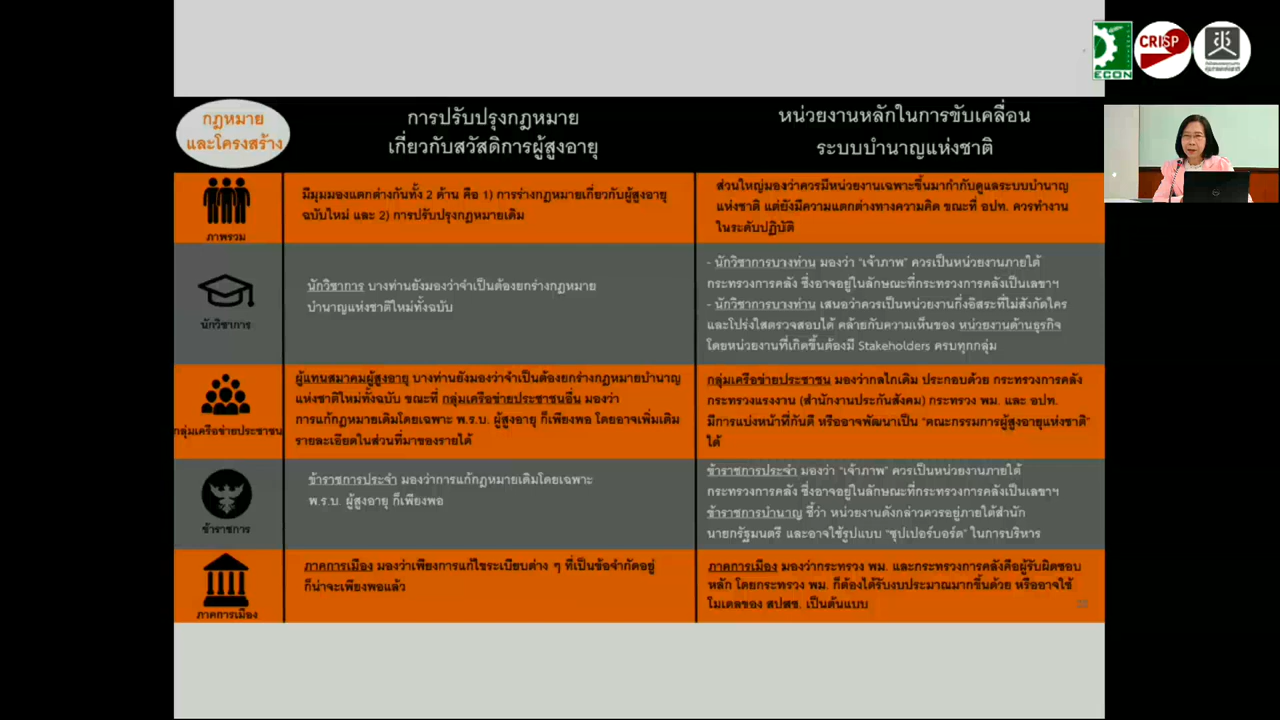 ECON
CRISP
กฎหมาย
และโครงสร้าง
การปรับปรุงกฎหมาย
เกี่ยวกับสวัสดิการผู้สูงอายุ
หน่วยงานหลักในการขับเคลื่อน
ระบบบำนาญแห่งชาติ
ภาพรวม
มีมุมมองแตกต่างกันทั้ง 2 ด้าน คือ 1) การร่างกฎหมายเกี่ยวกับผู้สูงอายุ
ฉบับใหม่ และ 2) การปรับปรุงกฎหมายเดิม
ส่วนใหญ่มองว่าควรมีหน่วยงานเฉพาะขึ้นมากำกับดูแลระบบบำนาญ
แห่งชาติ แต่ยังมีความแตกต่างทางความคิด ขณะที่ อปท. ควรทำงาน
ในระดับปฏิบัติ
นักวิชาการ
นักวิชาการ บางท่านยังมองว่าจำเป็นต้องยกร่างกฎหมาย
บำนาญแห่งชาติใหม่ทั้งฉบับ
- นักวิชาการบางท่าน มองว่า “เจ้าภาพ” ควรเป็นหน่วยงานภายใต้
กระทรวงการคลัง ซึ่งอาจอยู่ในลักษณะที่กระทรวงการคลังเป็นเลขาฯ
- นักวิชาการบางท่าน เสนอว่าควรเป็นหน่วยงานกึ่งอิสระที่ไม่สังกัดใคร
และโปร่งใสตรวจสอบได้ คล้ายกับความเห็นของ หน่วยงานด้านธุรกิจ
โดยหน่วยงานที่เกิดขึ้นต้องมี Stakeholders ครบทุกกลุ่ม
กลุ่มเครือข่ายประชาชน
ผู้แทนสมาคมผู้สูงอายุ บางท่านยังมองว่าจำเป็นต้องยกร่างกฎหมายบำนาญ
แห่งชาติใหม่ทั้งฉบับ ขณะที่ กลุ่มเครือข่ายประชาชนอื่น มองว่า
การแก้กฎหมายเดิมโดยเฉพาะ พ.ร.บ. ผู้สูงอายุ ก็เพียงพอ โดยอาจเพิ่มเติม
รายละเอียดในส่วนที่มาของรายได้
กลุ่มเครือข่ายประชาชน มองว่ากลไกเดิม ประกอบด้วย กระทรวงการคลัง
กระทรวงแรงงาน (สำนักงานประกันสังคม) กระทรวง พม. และ อปท.
มีการแบ่งหน้าที่กันดี หรืออาจพัฒนาเป็น “คณะกรรมการผู้สูงอายุแห่งชาติ”
ได้
ข้าราชการ
ข้าราชการประจำ มองว่าการแก้กฎหมายเดิมโดยเฉพาะ
พ.ร.บ. ผู้สูงอายุ ก็เพียงพอ
ข้าราชการประจำ มองว่า “เจ้าภาพ” ควรเป็นหน่วยงานภายใต้
กระทรวงการคลัง ซึ่งอาจอยู่ในลักษณะที่กระทรวงการคลังเป็นเลขาฯ
ข้าราชการบำนาญ ชี้ว่า หน่วยงานดังกล่าวควรอยู่ภายใต้สำนัก
นายกรัฐมนตรี และอาจใช้รูปแบบ “ซุปเปอร์บอร์ด” ในการบริหาร
ภาคการเมือง
ภาคการเมือง มองว่าเพียงการแก้ไขระเบียบต่าง ๆ ที่เป็นข้อจำกัดอยู่
ก็น่าจะเพียงพอแล้ว
ภาคการเมือง มองว่ากระทรวง พม. และกระทรวงการคลังคือผู้รับผิดชอบ
หลัก โดยกระทรวง พม. ก็ต้องได้รับงบประมาณมากขึ้นด้วย หรืออาจใช้
โมเดลของ สปสช. เป็นต้นแบบ